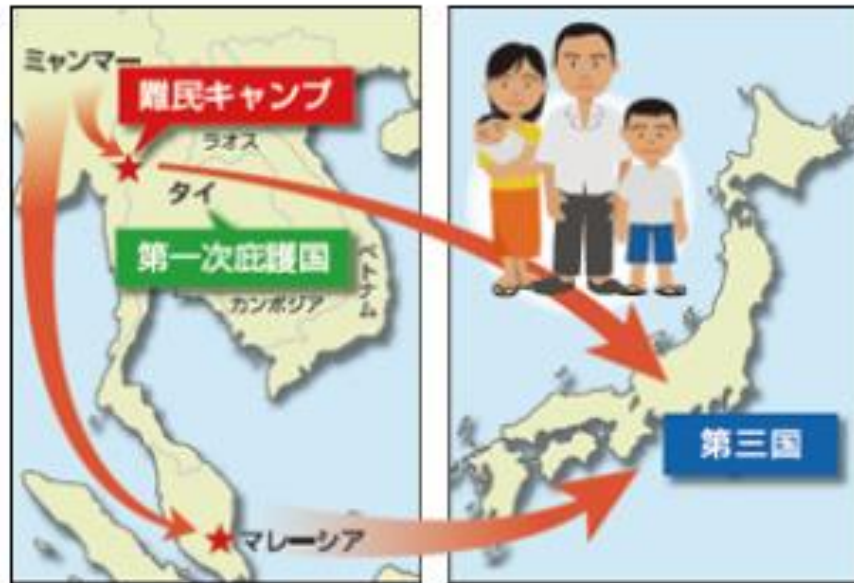 ミャンマー
難民キャンプ
ラオス
タイ
第一次庇護国
ベトナム
カンボジア
マレーシア
第三国